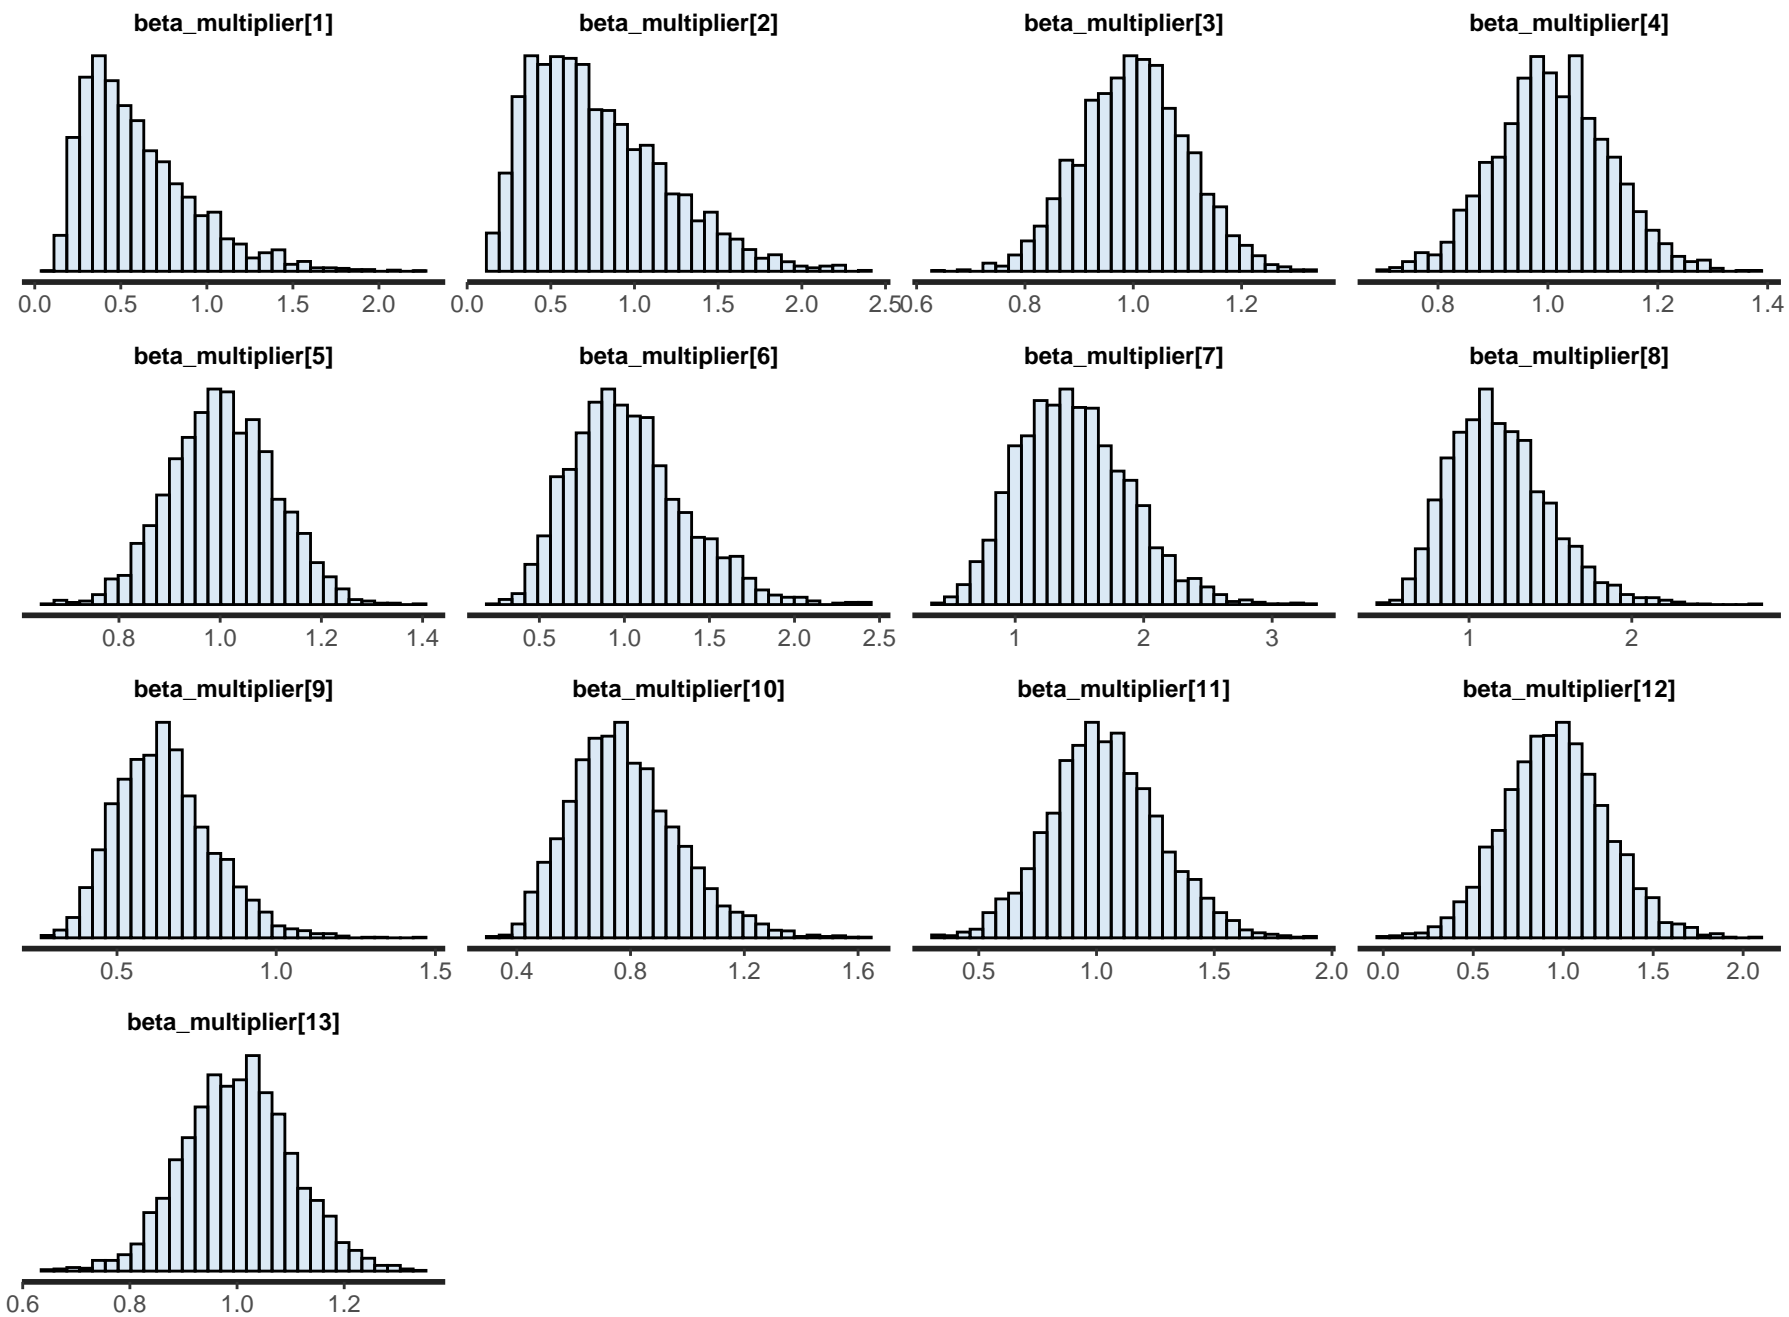 beta_multiplier[1] beta_multiplier[2] beta_multiplier[3] beta_multiplier[4]
0.0 0.5 1.0 1.5 2.0 0.0 0.5 1.0 1.5 2.0 2.5 0.6 0.8 1.0 1.2 0.8 1.0 1.2 1.4
beta_multiplier[5] beta_multiplier[6] beta_multiplier[7] beta_multiplier[8]
0.8 1.0 1.2 1.4 0.5 1.0 1.5 2.0 2.5 1 2 3 1 2
beta_multiplier[9] beta_multiplier[10] beta_multiplier[11] beta_multiplier[12]
0.5 1.0 1.5 0.4 0.8 1.2 1.6 0.5 1.0 1.5 2.0 0.0 0.5 1.0 1.5 2.0
beta_multiplier[13]
0.6 0.8 1.0 1.2